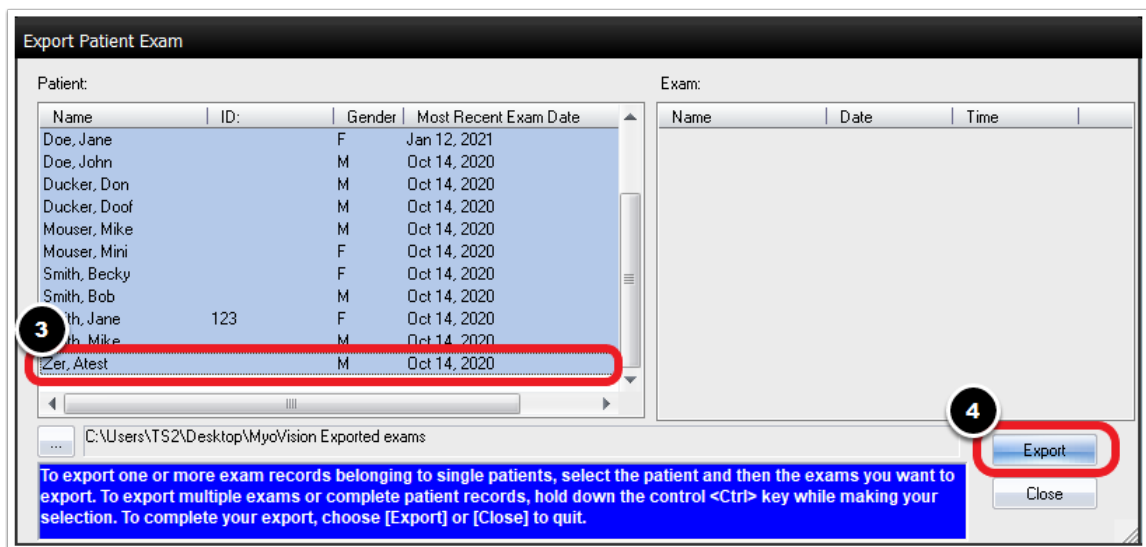 Export Patient Exam
Patient:
Exam:
Name ID: Gender Most Recent Exam Date
Name Date Time
Doe, Jane F Jan 12, 2021
Doe, John M Oct 14, 2020
Ducker, Don M Oct 14, 2020
Ducker, Doof M Oct 14, 2020
Mouser, Mike M Oct 14, 2020
Mouser, Mini F Oct 14, 2020
Smith, Becky F Oct 14, 2020
Smith, Bob M Oct 14, 2020
ith, Jane 123 F Oct 14, 2020
3
th, Mike M Oct 14, 2020
Zer, Atest M Oct 14, 2020
4
... C:\Users\TS2\Desktop\MyoVision Exported exams
Export
To export one or more exam records belonging to single patients, select the patient and then the exams you want to
export. To export multiple exams or complete patient records, hold down the control <Ctrl> key while making your
selection. To complete your export, choose [Export] or [Close] to quit.
Close